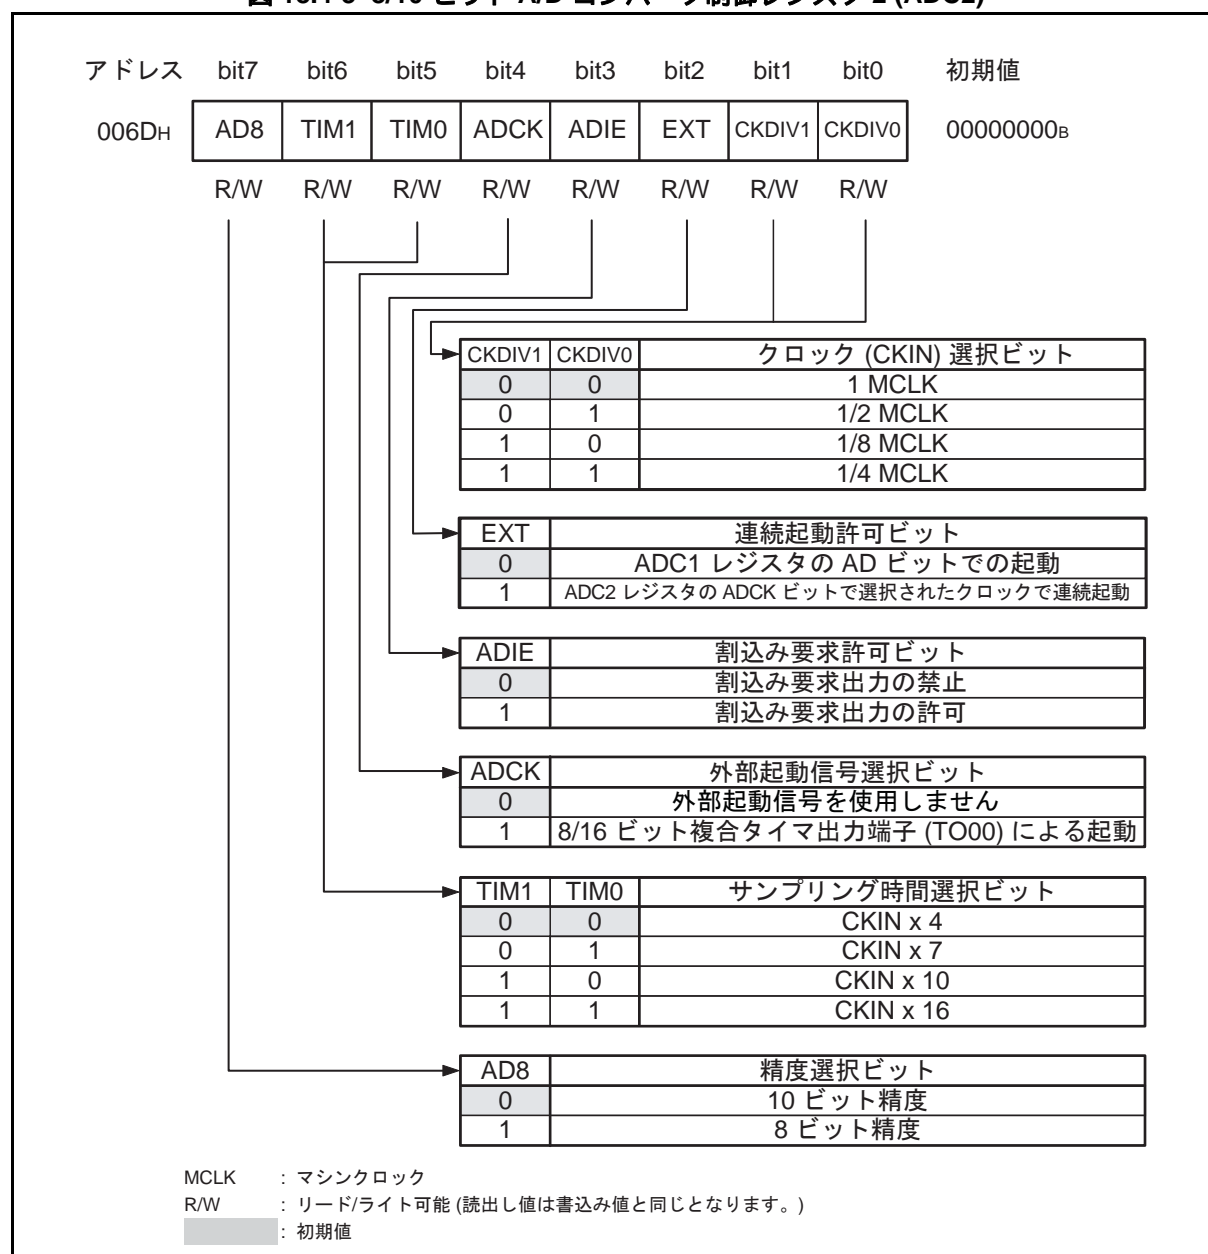 アドレス bit7 bit6 bit5 bit4 bit3 bit2 bit1 bit0 初期値
006DH AD8 TIM1 TIM0 ADCK ADIE EXT CKDIV1 CKDIV0 00000000B
R/W R/W R/W R/W R/W R/W R/W R/W
CKDIV1 CKDIV0 クロック (CKIN) 選択ビット
0 0 1 MCLK
0 1 1/2 MCLK
1 0 1/8 MCLK
1 1 1/4 MCLK
EXT 連続起動許可ビット
0 ADC1 レジスタの AD ビットでの起動
1 ADC2 レジスタの ADCK ビットで選択されたクロックで連続起動
ADIE 割込み要求許可ビット
0 割込み要求出力の禁止
1 割込み要求出力の許可
ADCK 外部起動信号選択ビット
0 外部起動信号を使用しません
1 8/16 ビット複合タイマ出力端子 (TO00) による起動
TIM1 TIM0 サンプリング時間選択ビット
0 0 CKIN x 4
0 1 CKIN x 7
1 0 CKIN x 10
1 1 CKIN x 16
AD8 精度選択ビット
0 10 ビット精度
1 8 ビット精度
MCLK : マシンクロック
R/W : リード/ライト可能 (読出し値は書込み値と同じとなります。)
: 初期値